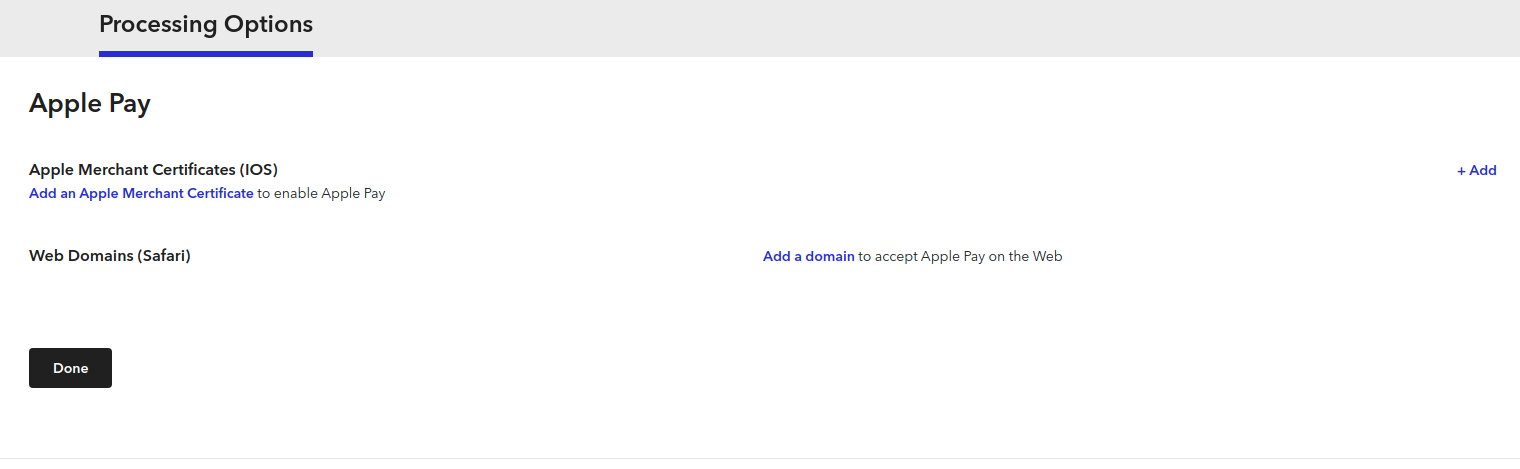 Processing Options
Apple Pay
Apple Merchant Certificates (IOS)
+ Add
Add an Apple Merchant Certificate to enable Apple Pay
Web Domains (Safari)
Add a domain to accept Apple Pay on the Web
Done